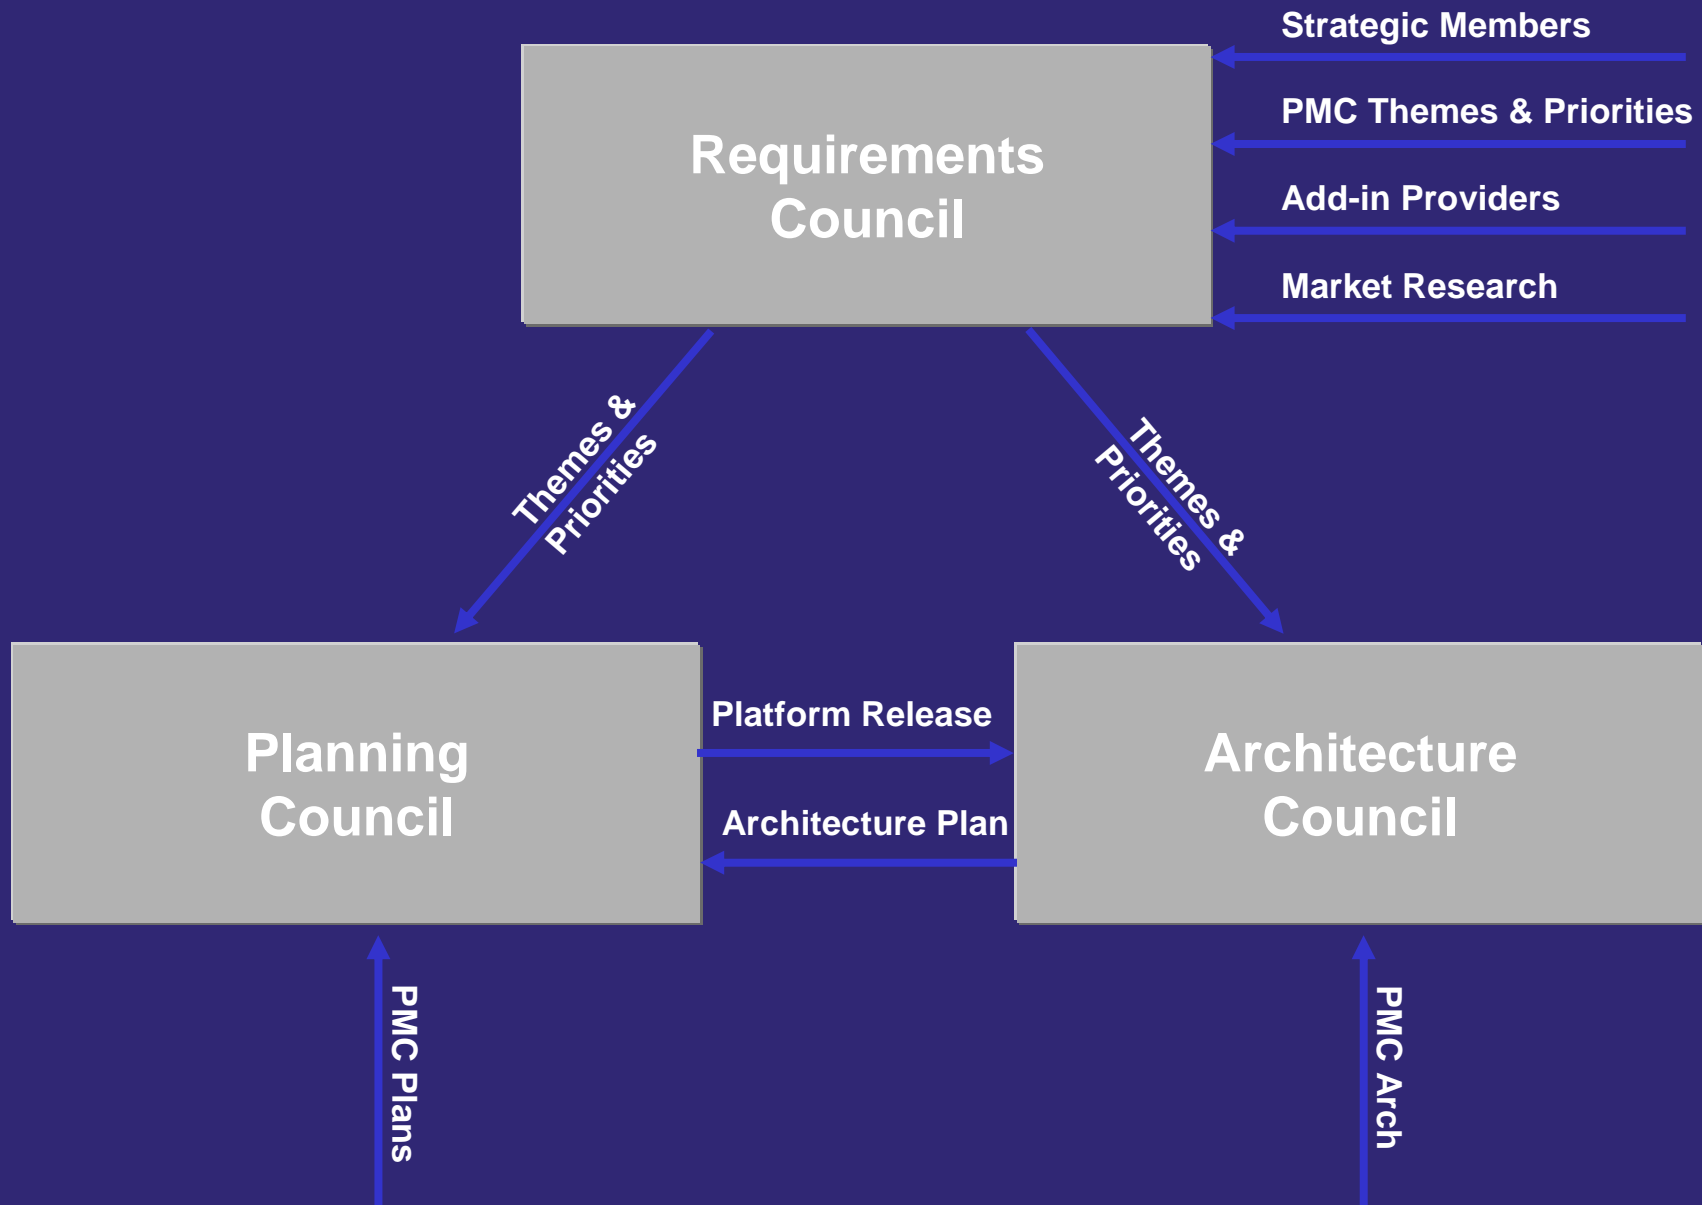 Strategic Members
PMC Themes & Priorities
Requirements
Council
Add-in Providers
Market Research
Themes &
Priorities
Themes &
Priorities
Planning
Council
Platform Release
Architecture Plan
Architecture
Council
PMC Plans
PMC Arch